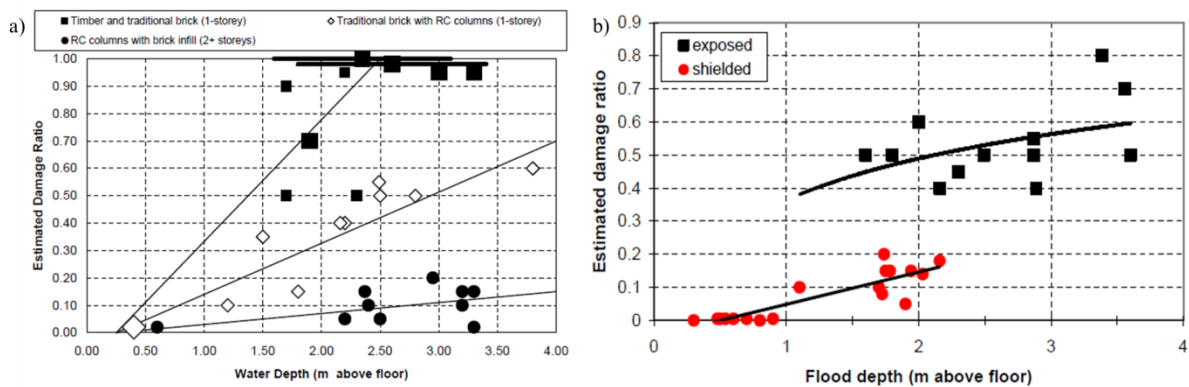 a)
Timber and traditional brick (1-storey)
Traditional brick with RC columns (1-storey)
RC columns with brick infill (2+ storeys)
Estimated Damage Ratio
1.00
0.90
0.80
0.70
0.60
0.50
0.40
0.30
0.20
0.10
0.00
0.00 0.50 1.00 1.50 2.00 2.50 3.00 3.50 4.00
Water Depth (m above floor)
b)
exposed
shielded
Estimated damage ratio
0.9
0.8
0.7
0.6
0.5
0.4
0.3
0.2
0.1
0
0 1 2 3 4
Flood depth (m above floor)